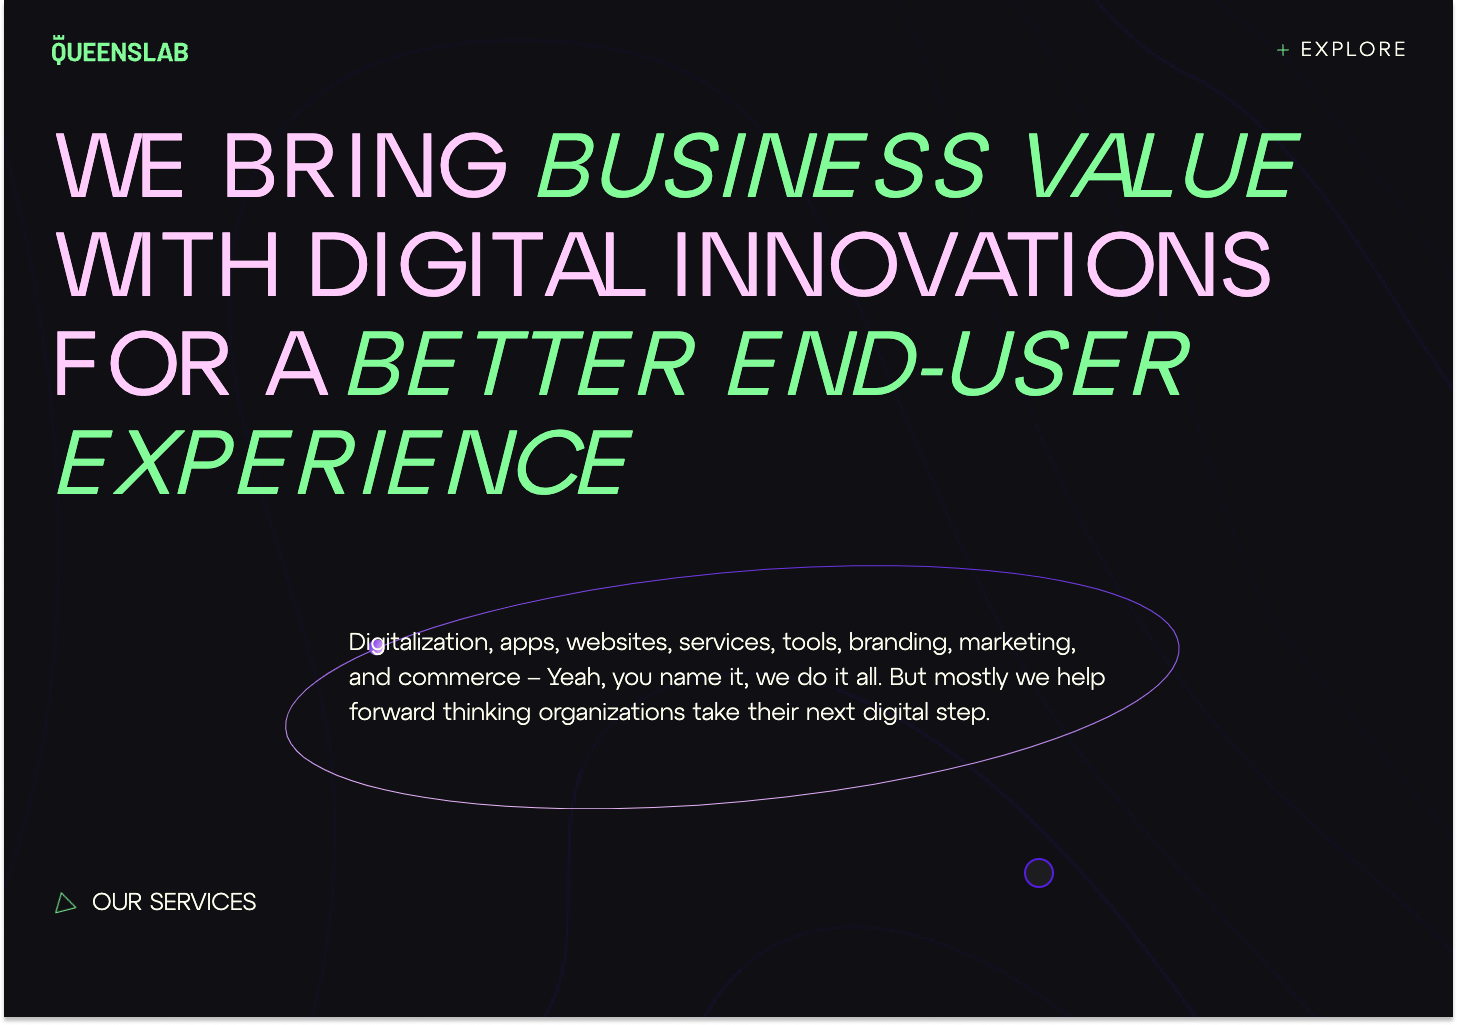 QUEENSLAB
+ EXPLORE
WE BRING BUSINESS VALUE
WITH DIGITAL INNOVATIONS
FOR A BETTER END-USER
EXPERIENCE
Digitalization, apps, websites, services, tools, branding, marketing,
and commerce – Yeah, you name it, we do it all. But mostly we help
forward thinking organizations take their next digital step.
OUR SERVICES